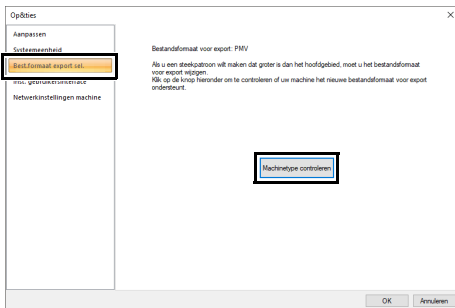 Op&ties
Aanpassen
Systeemeenheid
Best.formaat export sel.
Inst. gebruikersinterface
Netwerkinstellingen machine
Bestandsformaat voor export: PMV
Als u een steekpatroon wilt maken dat groter is dan het hoofdgebied, moet u het bestandsformaat
voor export wijzigen.
Klik op de knop hieronder om te controleren of uw machine het nieuwe bestandsformaat voor export
ondersteunt.
Machinetype controleren
OK
Annuleren